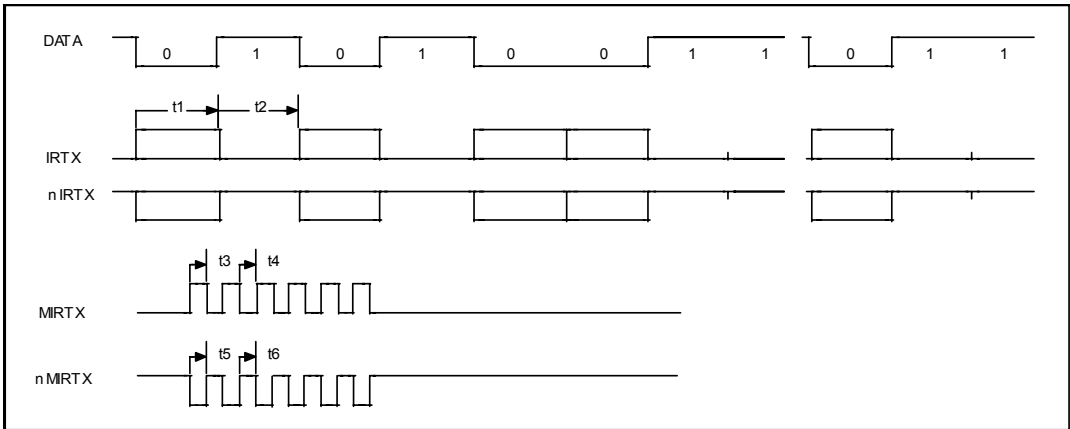 DATA
0 1 0 1 0 0 1 1 0 1 1
t1 t2
IRTX
n IRTX
t3 t4
MIRTX
t5 t6
n MIRTX